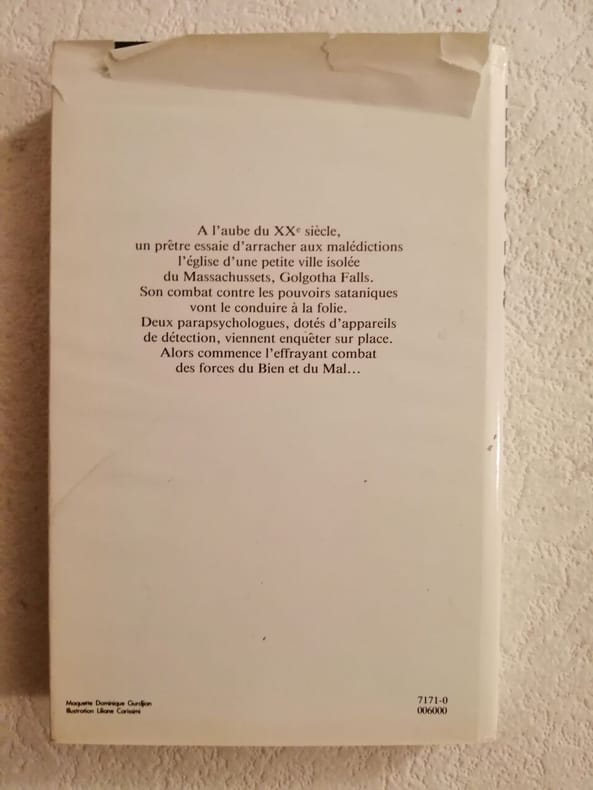 A l'aube du XXe siècle,
un prêtre essaie d'arracher aux malédictions
l'église d'une petite ville isolée
du Massachussets, Golgotha Falls.
Son combat contre les pouvoirs sataniques
vont le conduire à la folie.
Deux parapsychologues, dotés d'appareils
de détection, viennent enquêter sur place.
Alors commence l'effrayant combat
des forces du Bien et du Mal...
Maquette Dominique Gurdjian
Illustration Liliane Carissimi
7171-0
006000